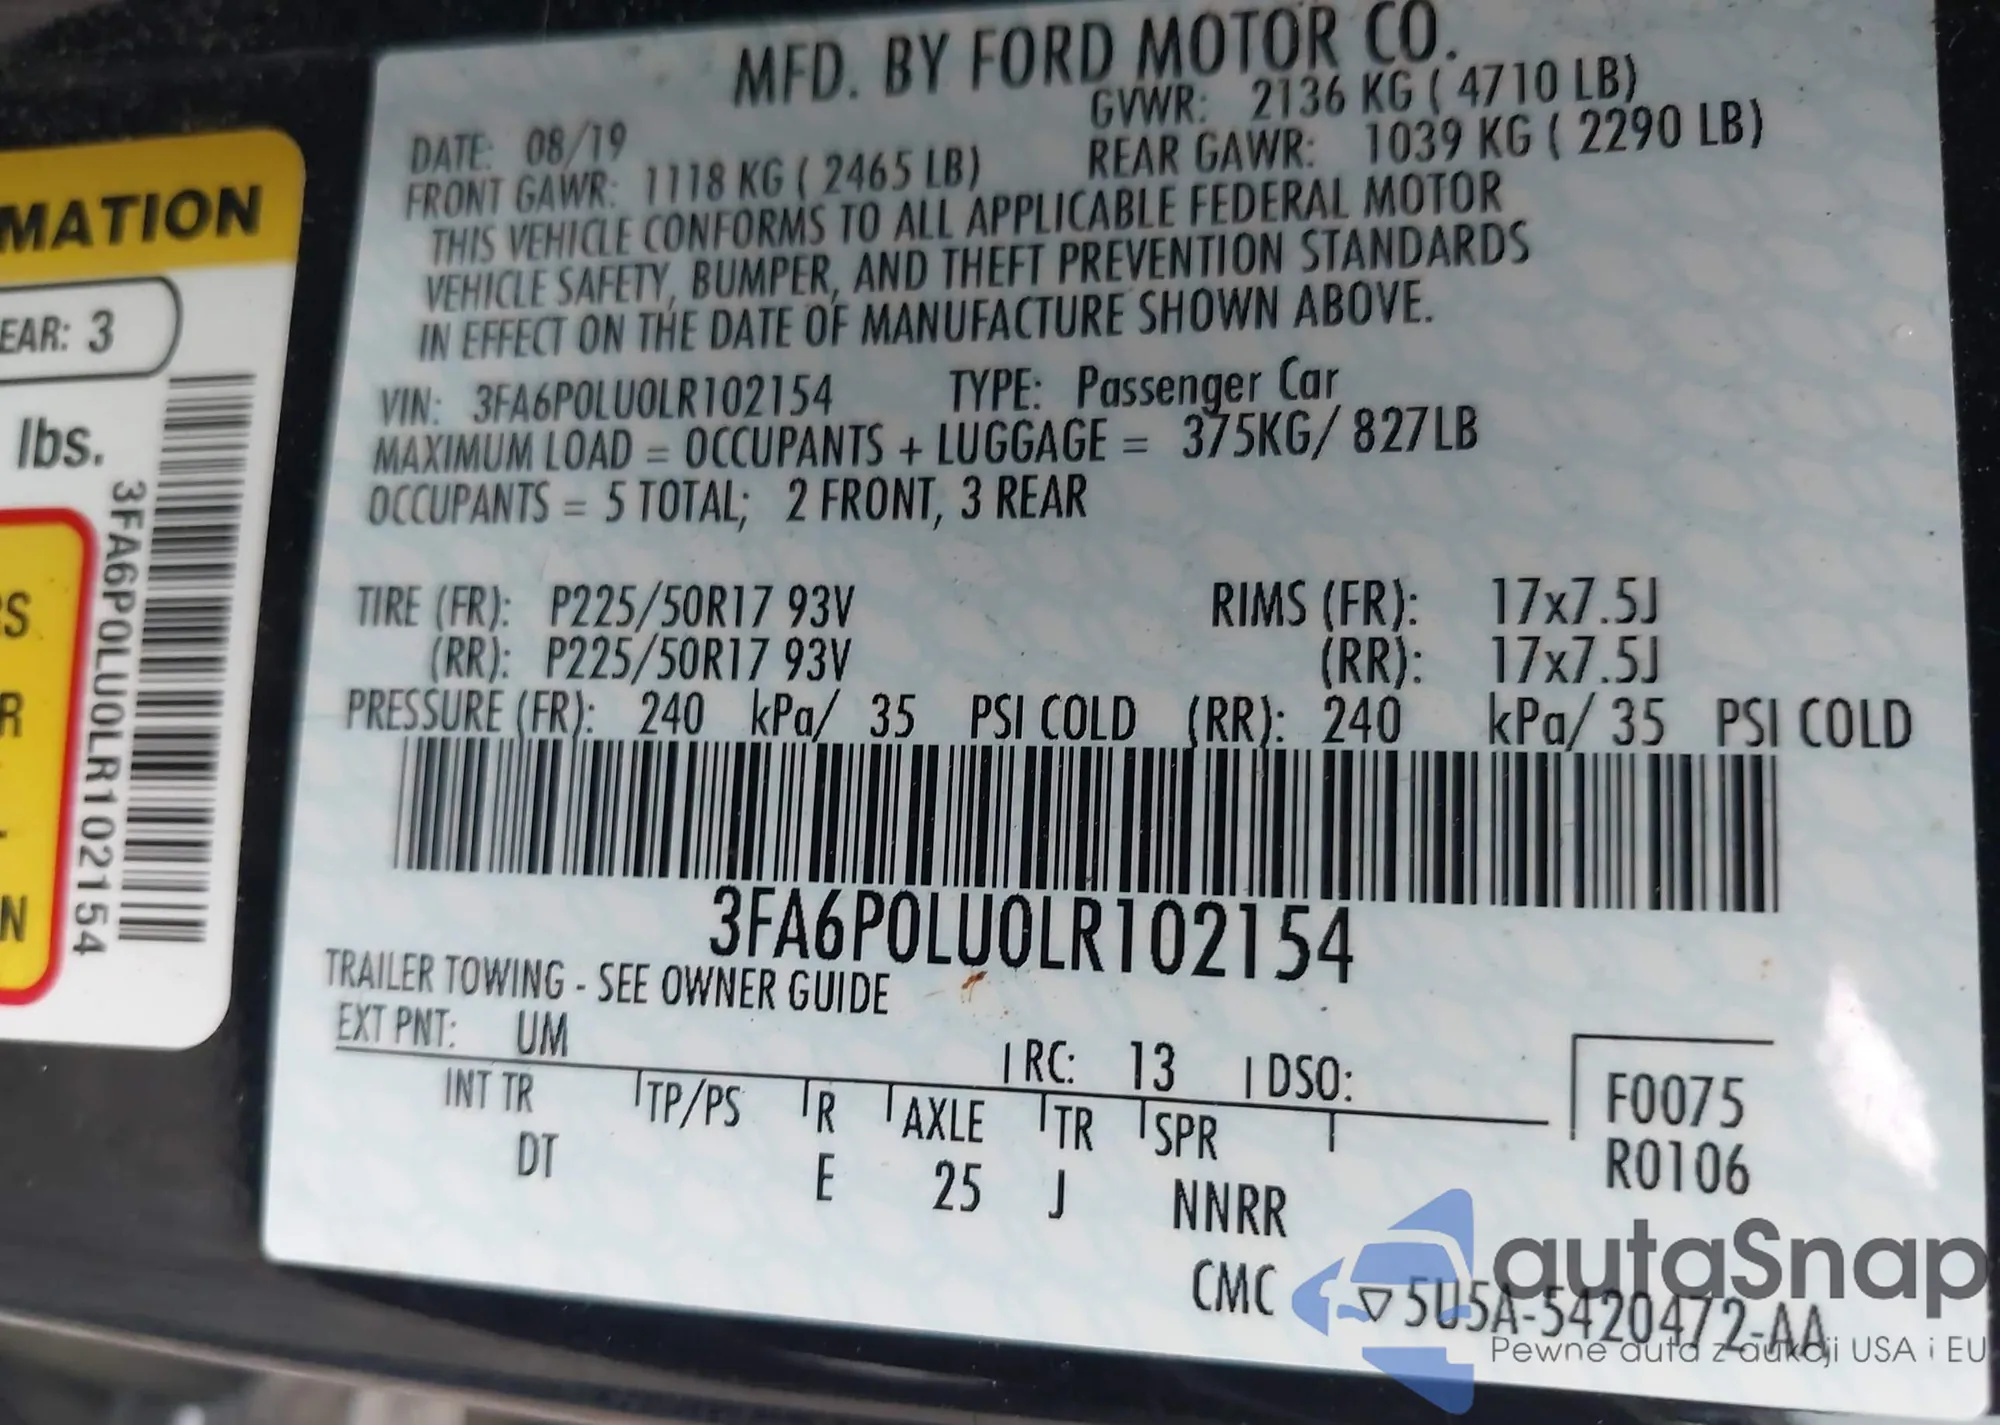 MFD. BY FORD MOTOR CO.
DATE: 08/19 GVWR: 2136 KG ( 4710 LB)
FRONT GAWR: 1118 KG ( 2465 LB) REAR GAWR: 1039 KG ( 2290 LB)
THIS VEHICLE CONFORMS TO ALL APPLICABLE FEDERAL MOTOR
VEHICLE SAFETY, BUMPER, AND THEFT PREVENTION STANDARDS
IN EFFECT ON THE DATE OF MANUFACTURE SHOWN ABOVE.
VIN: 3FA6P0LU0LR102154 TYPE: Passenger Car
MAXIMUM LOAD = OCCUPANTS + LUGGAGE = 375KG/ 827LB
OCCUPANTS = 5 TOTAL; 2 FRONT, 3 REAR
TIRE (FR): P225/50R17 93V RIMS (FR): 17x7.5J
(RR): P225/50R17 93V (RR): 17x7.5J
PRESSURE (FR): 240 kPa/ 35 PSI COLD (RR): 240 kPa/ 35 PSI COLD
3FA6P0LU0LR102154
TRAILER TOWING - SEE OWNER GUIDE
EXT PNT: UM RC: 13 DSO:
INT TR TP/PS R AXLE TR SPR
DT E 25 J NNRR
F0075
R0106
CMC ▽5U5A-5420472-AA
MATION
EAR: 3
lbs.
3FA6P0LU0LR102154
RS
R
N
autaSnap
Pewne auta z aukcji USA i EU